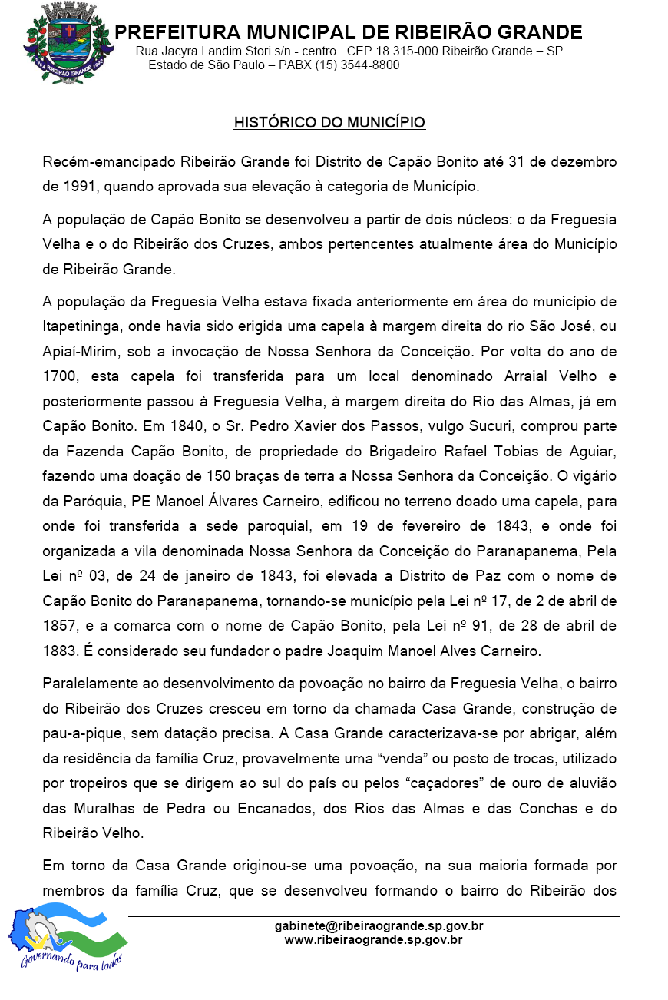 PREFEITURA MUNICIPAL DE RIBEIRÃO GRANDE
Rua Jacyra Landim Stori s/n - centro CEP 18.315-000 Ribeirão Grande – SP
Estado de São Paulo – PABX (15) 3544-8800
RIBEIRÃO GRANDE
HISTÓRICO DO MUNICÍPIO
Recém-emancipado Ribeirão Grande foi Distrito de Capão Bonito até 31 de dezembro
de 1991, quando aprovada sua elevação à categoria de Município.
A população de Capão Bonito se desenvolveu a partir de dois núcleos: o da Freguesia
Velha e o do Ribeirão dos Cruzes, ambos pertencentes atualmente área do Município
de Ribeirão Grande.
A população da Freguesia Velha estava fixada anteriormente em área do município de
Itapetininga, onde havia sido erigida uma capela à margem direita do rio São José, ou
Apiaí-Mirim, sob a invocação de Nossa Senhora da Conceição. Por volta do ano de
1700, esta capela foi transferida para um local denominado Arraial Velho e
posteriormente passou à Freguesia Velha, à margem direita do Rio das Almas, já em
Capão Bonito. Em 1840, o Sr. Pedro Xavier dos Passos, vulgo Sucuri, comprou parte
da Fazenda Capão Bonito, de propriedade do Brigadeiro Rafael Tobias de Aguiar,
fazendo uma doação de 150 braças de terra a Nossa Senhora da Conceição. O vigário
da Paróquia, PE Manoel Álvares Carneiro, edificou no terreno doado uma capela, para
onde foi transferida a sede paroquial, em 19 de fevereiro de 1843, e onde foi
organizada a vila denominada Nossa Senhora da Conceição do Paranapanema, Pela
Lei nº 03, de 24 de janeiro de 1843, foi elevada a Distrito de Paz com o nome de
Capão Bonito do Paranapanema, tornando-se município pela Lei nº 17, de 2 de abril de
1857, e a comarca com o nome de Capão Bonito, pela Lei nº 91, de 28 de abril de
1883. É considerado seu fundador o padre Joaquim Manoel Alves Carneiro.
Paralelamente ao desenvolvimento da povoação no bairro da Freguesia Velha, o bairro
do Ribeirão dos Cruzes cresceu em torno da chamada Casa Grande, construção de
pau-a-pique, sem datação precisa. A Casa Grande caracterizava-se por abrigar, além
da residência da família Cruz, provavelmente uma “venda” ou posto de trocas, utilizado
por tropeiros que se dirigem ao sul do país ou pelos “caçadores” de ouro de aluvião
das Muralhas de Pedra ou Encanados, dos Rios das Almas e das Conchas e do
Ribeirão Velho.
Em torno da Casa Grande originou-se uma povoação, na sua maioria formada por
membros da família Cruz, que se desenvolveu formando o bairro do Ribeirão dos
gabinete@ribeiraogrande.sp.gov.br
www.ribeiraogrande.sp.gov.br
Governando para todos